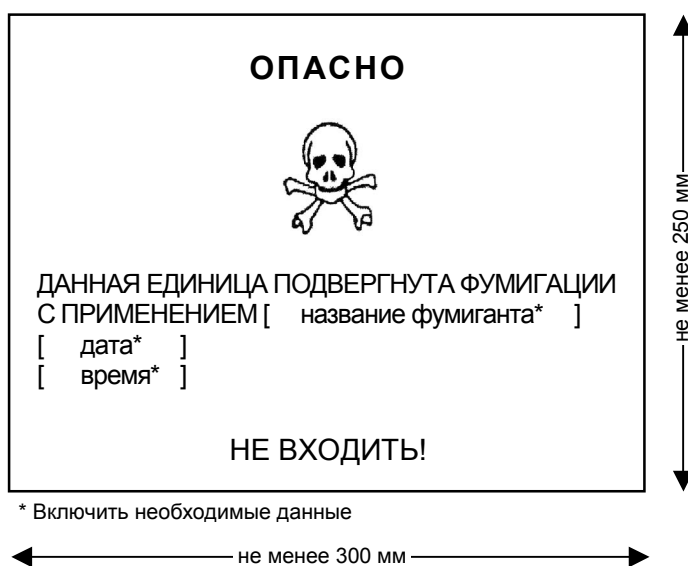 ОПАСНО
ДАННАЯ ЕДИНИЦА ПОДВЕРГНУТА ФУМИГАЦИИ
С ПРИМЕНЕНИЕМ [ название фумиганта* ]
[ дата* ]
[ время* ]
НЕ ВХОДИТЬ!
* Включить необходимые данные
не менее 300 мм
не менее 250 мм